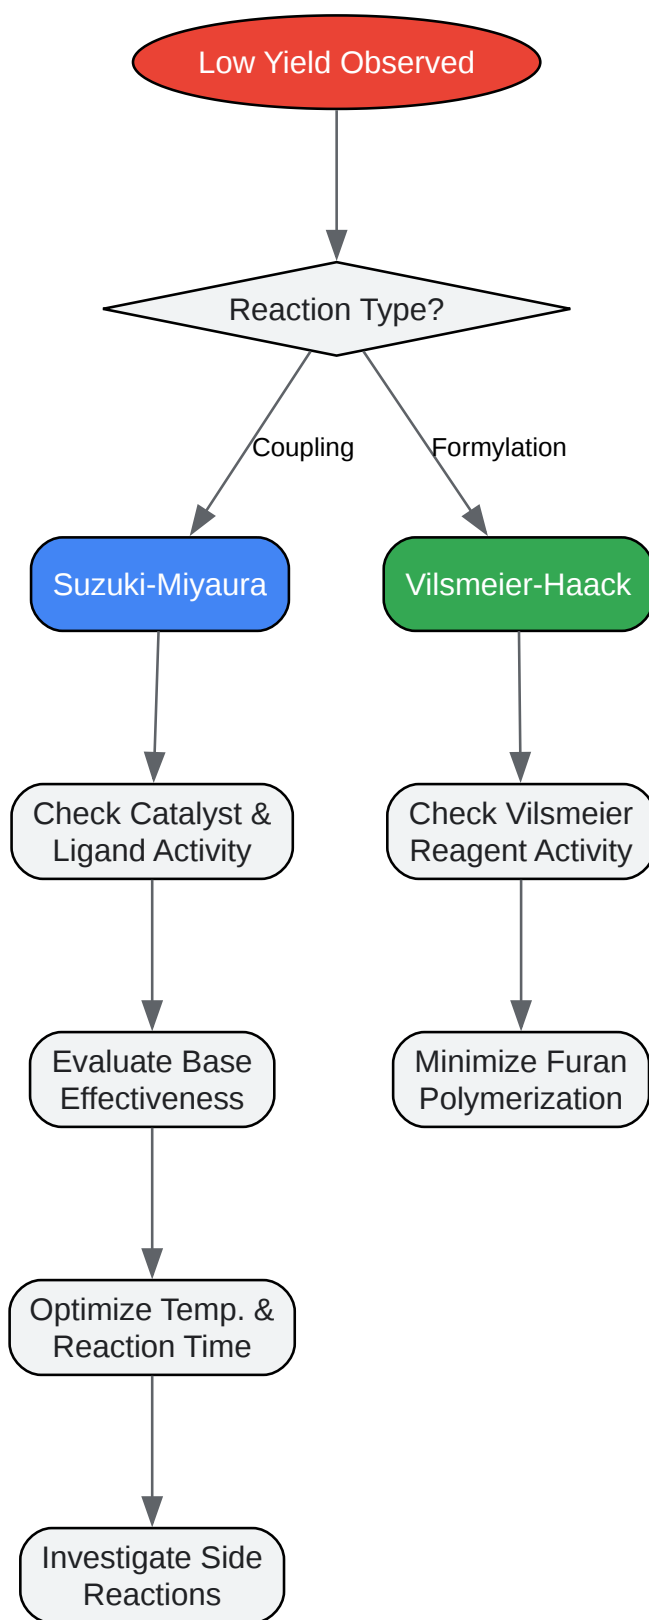 Low Yield Observed
Reaction Type?
Coupling
Formylation
Suzuki-Miyaura
Vilsmeier-Haack
Check Catalyst &
Ligand Activity
Check Vilsmeier
Reagent Activity
Evaluate Base
Effectiveness
Minimize Furan
Polymerization
Optimize Temp. &
Reaction Time
Investigate Side
Reactions